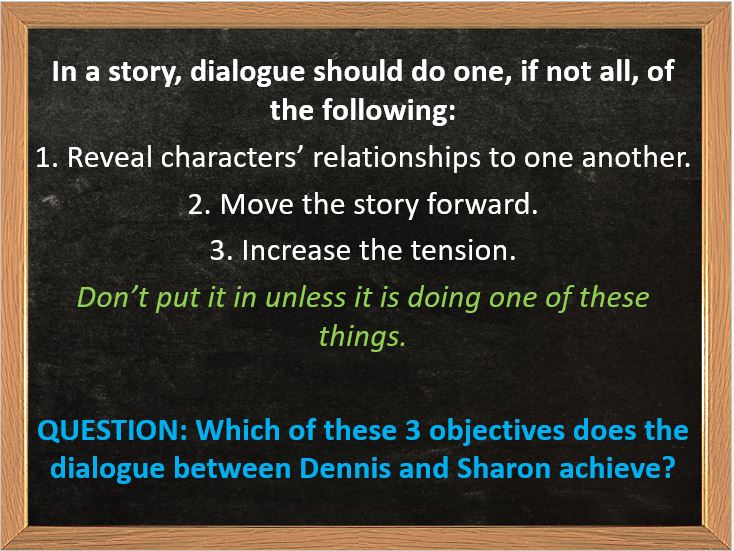 In a story, dialogue should do one, if not all, of
the following:
1. Reveal characters’ relationships to one another.
2. Move the story forward.
3. Increase the tension.
Don’t put it in unless it is doing one of these
things.
QUESTION: Which of these 3 objectives does the
dialogue between Dennis and Sharon achieve?